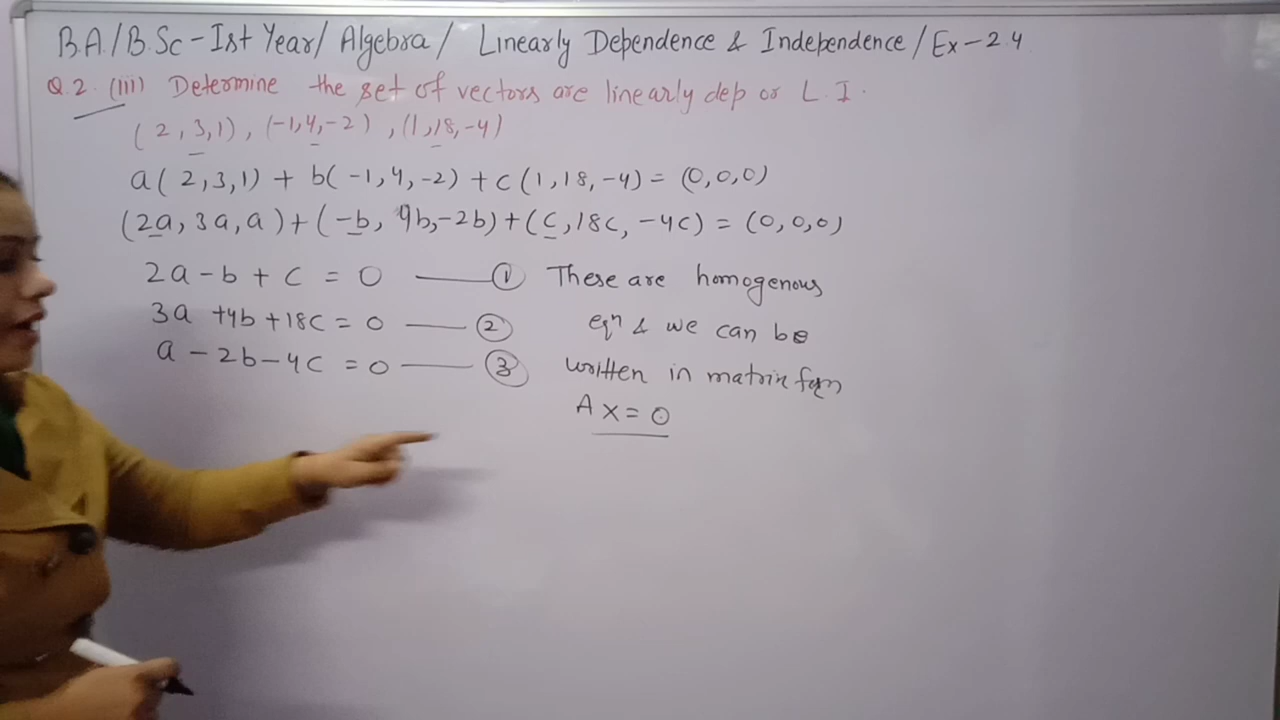 B.A./B.Sc-Ist Year/ Algebra/ Linearly Dependence & Independence/Ex-2.4
Q.2. (iii) Determine the set of vectors are linearly dep or L.I.
(2,3,1), (-1,4,-2), (1,18,-4)
a(2,3,1) + b(-1,4,-2) + c(1,18,-4) = (0,0,0)
(2a, 3a, a) + (-b, 4b, -2b) + (c, 18c, -4c) = (0,0,0)
2a - b + c = 0 —— ① These are homogenous
3a + 4b + 18c = 0 —— ② eqn & we can be
a - 2b - 4c = 0 —— ③ written in matrix form
AX = 0